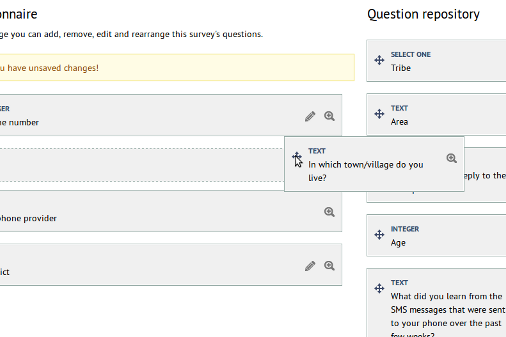 onnaire
Question repository
ge you can add, remove, edit and rearrange this survey's questions.
u have unsaved changes!
GER
ne number
TEXT
In which town/village do you
live?
phone provider
ict
SELECT ONE
Tribe
TEXT
Area
eply to the
INTEGER
Age
TEXT
What did you learn from the
SMS messages that were sent
to your phone over the past
few weeks?